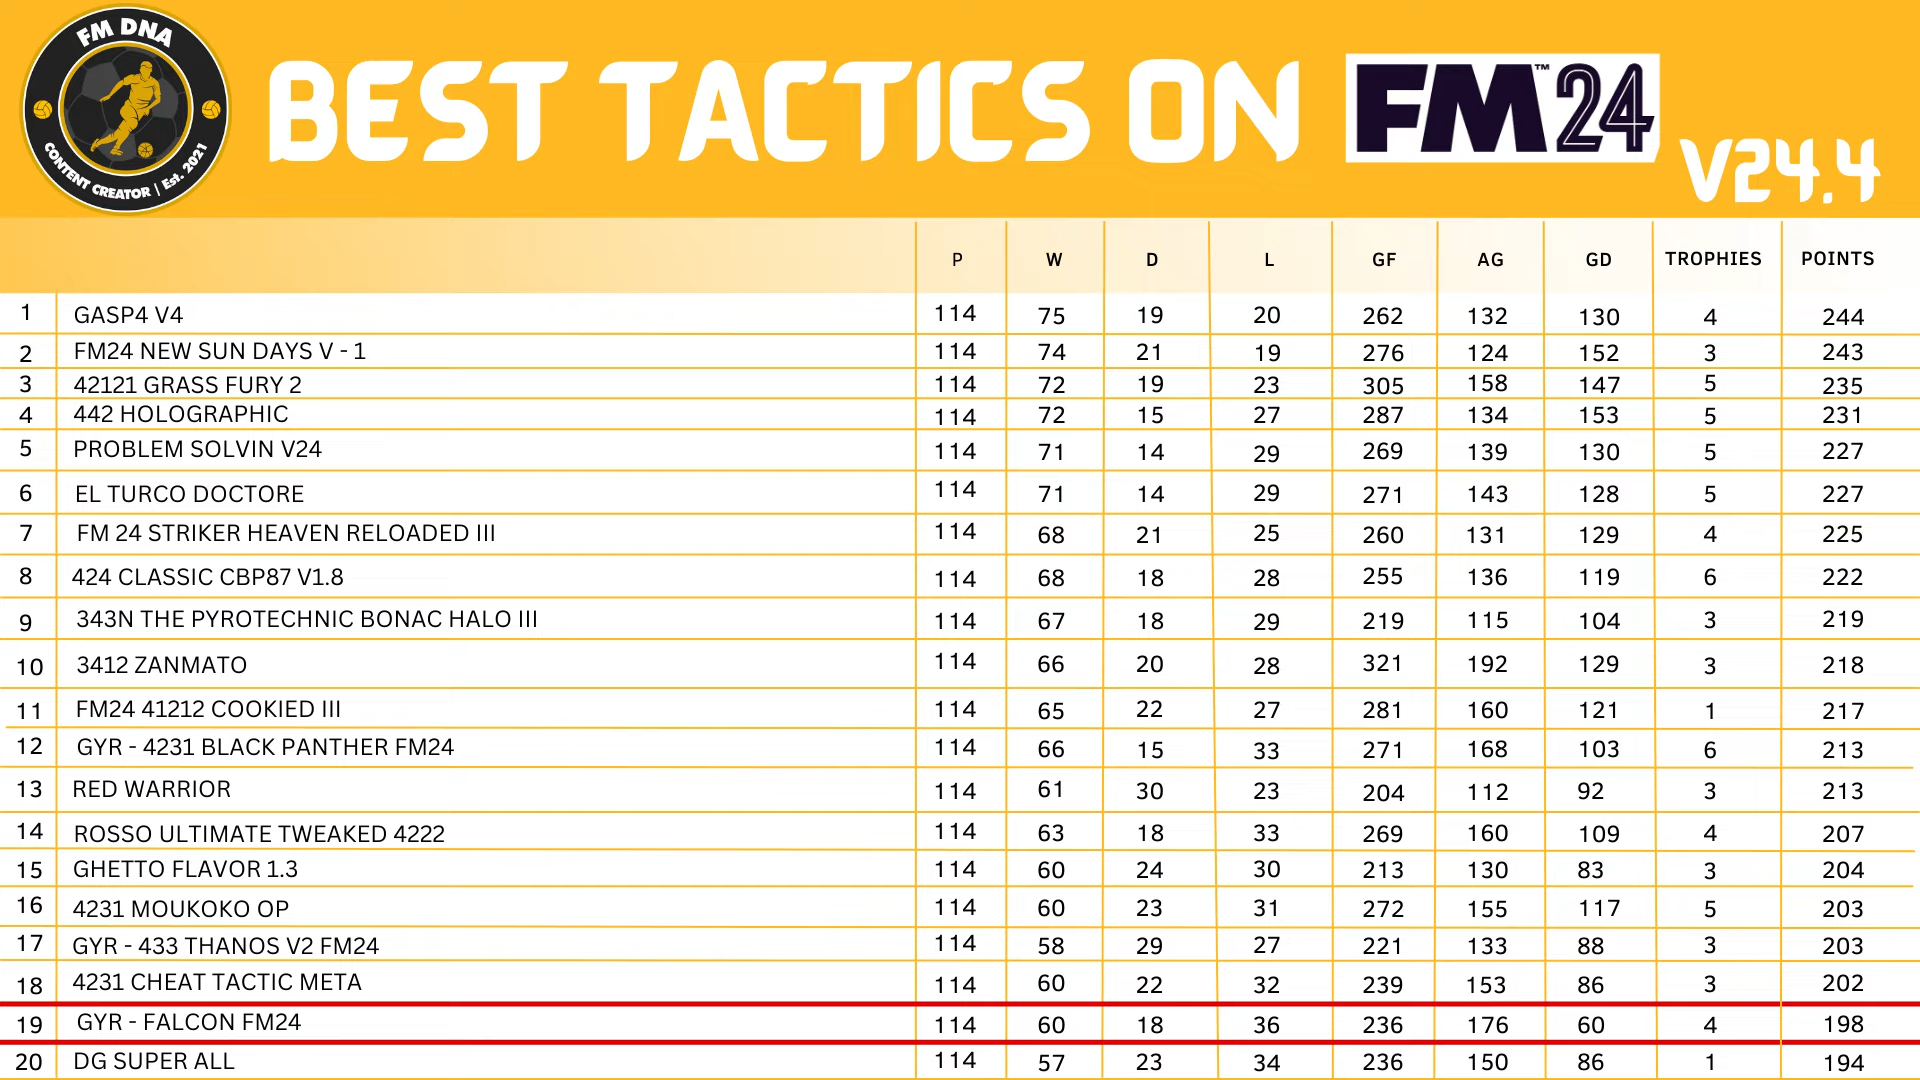 FM DNA
CONTENT CREATOR | Est. 2021
BEST TACTICS ON FM™24 V24.4
P W D L GF AG GD TROPHIES POINTS
1 GASP4 V4 114 75 19 20 262 132 130 4 244
2 FM24 NEW SUN DAYS V - 1 114 74 21 19 276 124 152 3 243
3 42121 GRASS FURY 2 114 72 19 23 305 158 147 5 235
4 442 HOLOGRAPHIC 114 72 15 27 287 134 153 5 231
5 PROBLEM SOLVIN V24 114 71 14 29 269 139 130 5 227
6 EL TURCO DOCTORE 114 71 14 29 271 143 128 5 227
7 FM 24 STRIKER HEAVEN RELOADED III 114 68 21 25 260 131 129 4 225
8 424 CLASSIC CBP87 V1.8 114 68 18 28 255 136 119 6 222
9 343N THE PYROTECHNIC BONAC HALO III 114 67 18 29 219 115 104 3 219
10 3412 ZANMATO 114 66 20 28 321 192 129 3 218
11 FM24 41212 COOKIED III 114 65 22 27 281 160 121 1 217
12 GYR - 4231 BLACK PANTHER FM24 114 66 15 33 271 168 103 6 213
13 RED WARRIOR 114 61 30 23 204 112 92 3 213
14 ROSSO ULTIMATE TWEAKED 4222 114 63 18 33 269 160 109 4 207
15 GHETTO FLAVOR 1.3 114 60 24 30 213 130 83 3 204
16 4231 MOUKOKO OP 114 60 23 31 272 155 117 5 203
17 GYR - 433 THANOS V2 FM24 114 58 29 27 221 133 88 3 203
18 4231 CHEAT TACTIC META 114 60 22 32 239 153 86 3 202
19 GYR - FALCON FM24 114 60 18 36 236 176 60 4 198
20 DG SUPER ALL 114 57 23 34 236 150 86 1 194